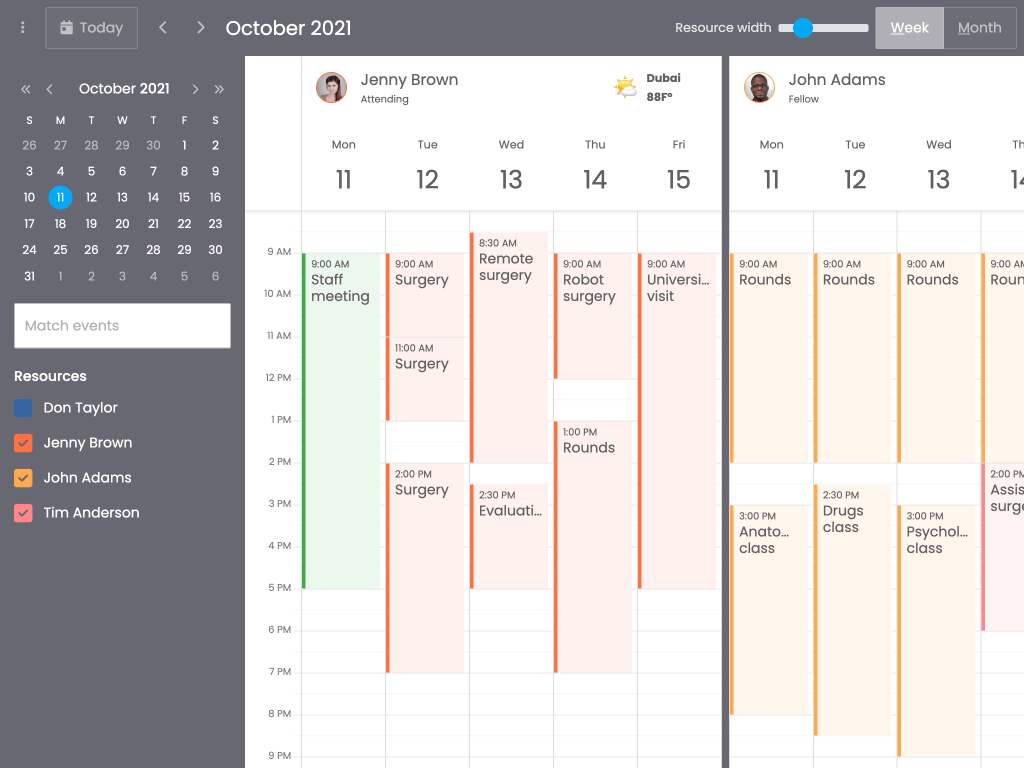 Today
October 2021
Resource width
Week
Month
October 2021
S M T W T F S
26 27 28 29 30 1 2
3 4 5 6 7 8 9
10 11 12 13 14 15 16
17 18 19 20 21 22 23
24 25 26 27 28 29 30
31 1 2 3 4 5 6
Match events
Resources
Don Taylor
Jenny Brown
John Adams
Tim Anderson
Jenny Brown
Attending
Dubai
88Fº
John Adams
Fellow
Mon Tue Wed Thu Fri
11 12 13 14 15
Mon Tue Wed Th
11 12 13 14
9 AM
10 AM
11 AM
12 PM
1 PM
2 PM
3 PM
4 PM
5 PM
6 PM
7 PM
8 PM
9 PM
9:00 AM
Staff
meeting
9:00 AM
Surgery
11:00 AM
Surgery
2:00 PM
Surgery
8:30 AM
Remote
surgery
2:30 PM
Evaluati...
9:00 AM
Robot
surgery
1:00 PM
Rounds
9:00 AM
Universi...
visit
9:00 AM
Rounds
3:00 PM
Anato...
class
9:00 AM
Rounds
2:30 PM
Drugs
class
9:00 AM
Rounds
3:00 PM
Psychol...
class
9:00 AM
Roun
2:00 PM
Assis
surge